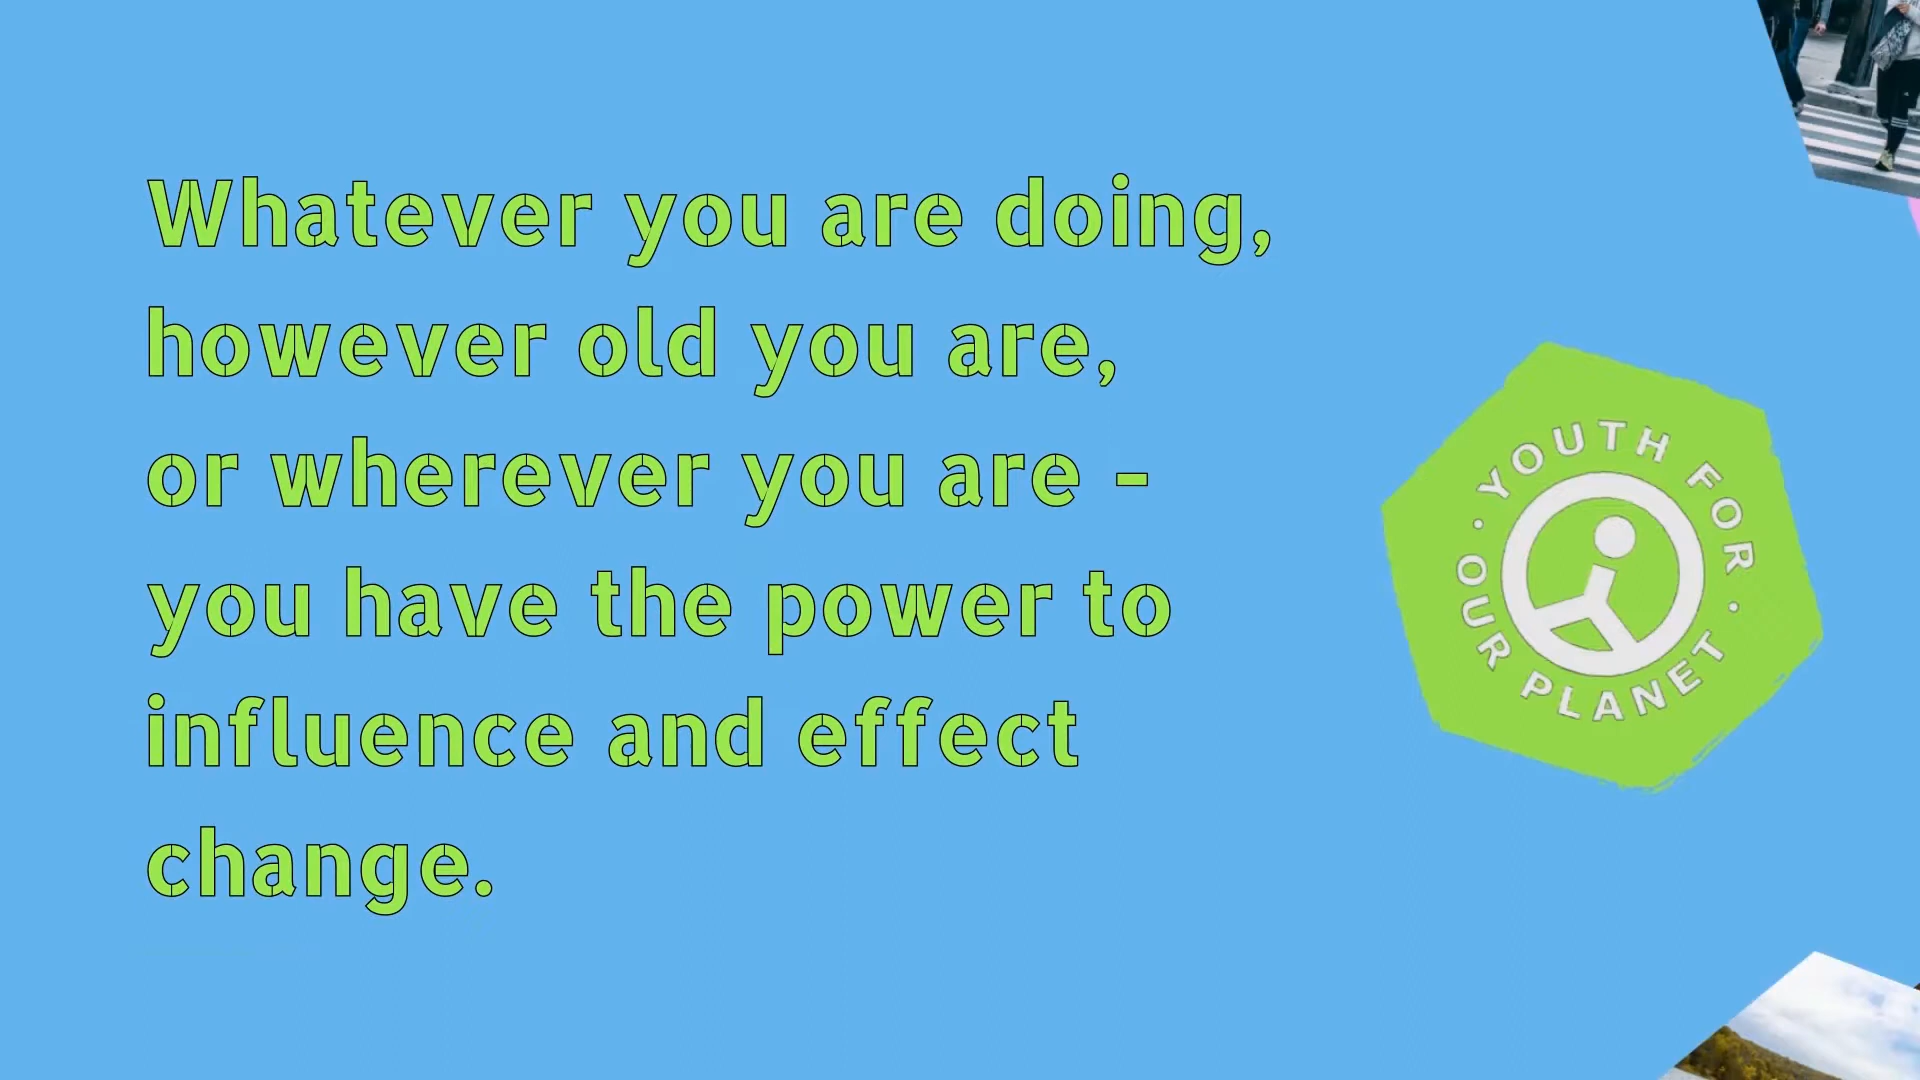 Whatever you are doing,
however old you are,
or wherever you are -
you have the power to
influence and effect
change.
· YOUTH FOR ·
OUR PLANET